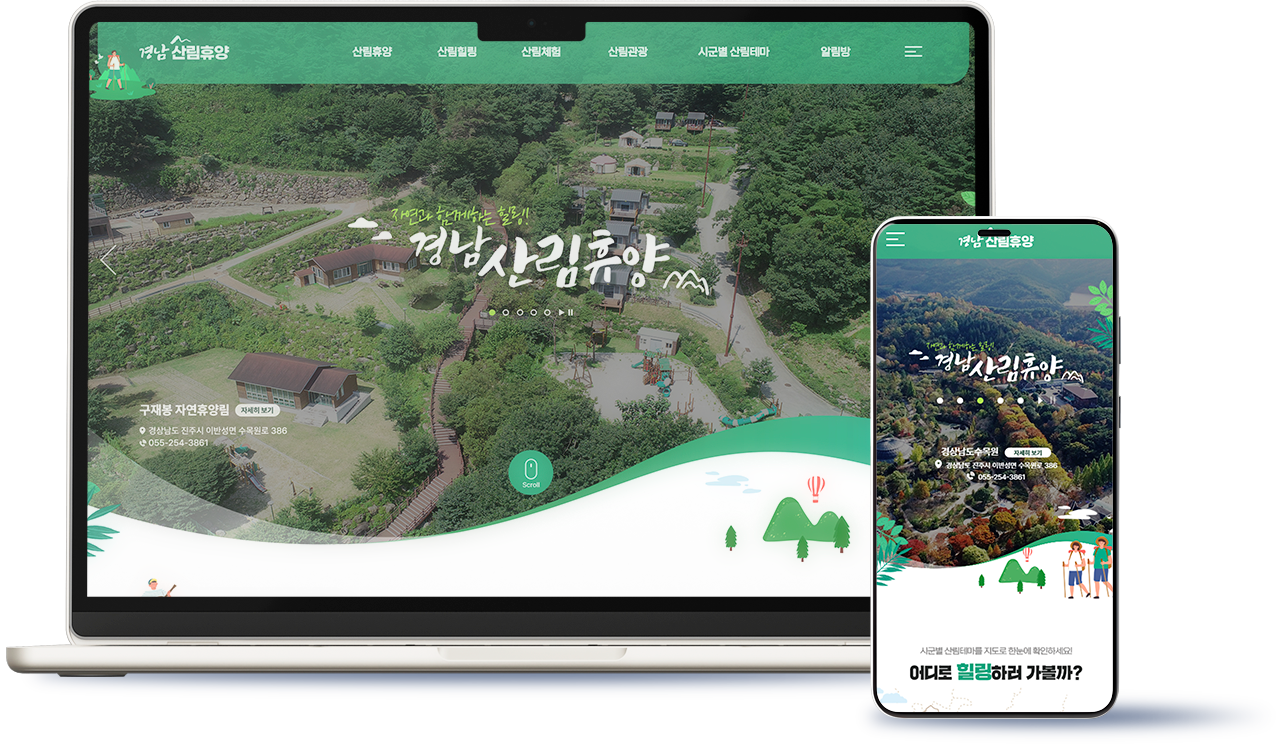 경남 산림휴양
산림휴양 산림힐링 산림체험 산림관광 시군별 산림테마 알림방
자연과 함께하는 힐링!
경남산림휴양
구재봉 자연휴양림 자세히 보기
경상남도 진주시 이반성면 수목원로 386
055-254-3861
Scroll
경남 산림휴양
자연과 함께하는 힐링!
경남산림휴양
경상남도수목원 자세히 보기
경상남도 진주시 이반성면 수목원로 386
055-254-3861
시군별 산림테마를 지도로 한눈에 확인하세요!
어디로 힐링하러 가볼까?